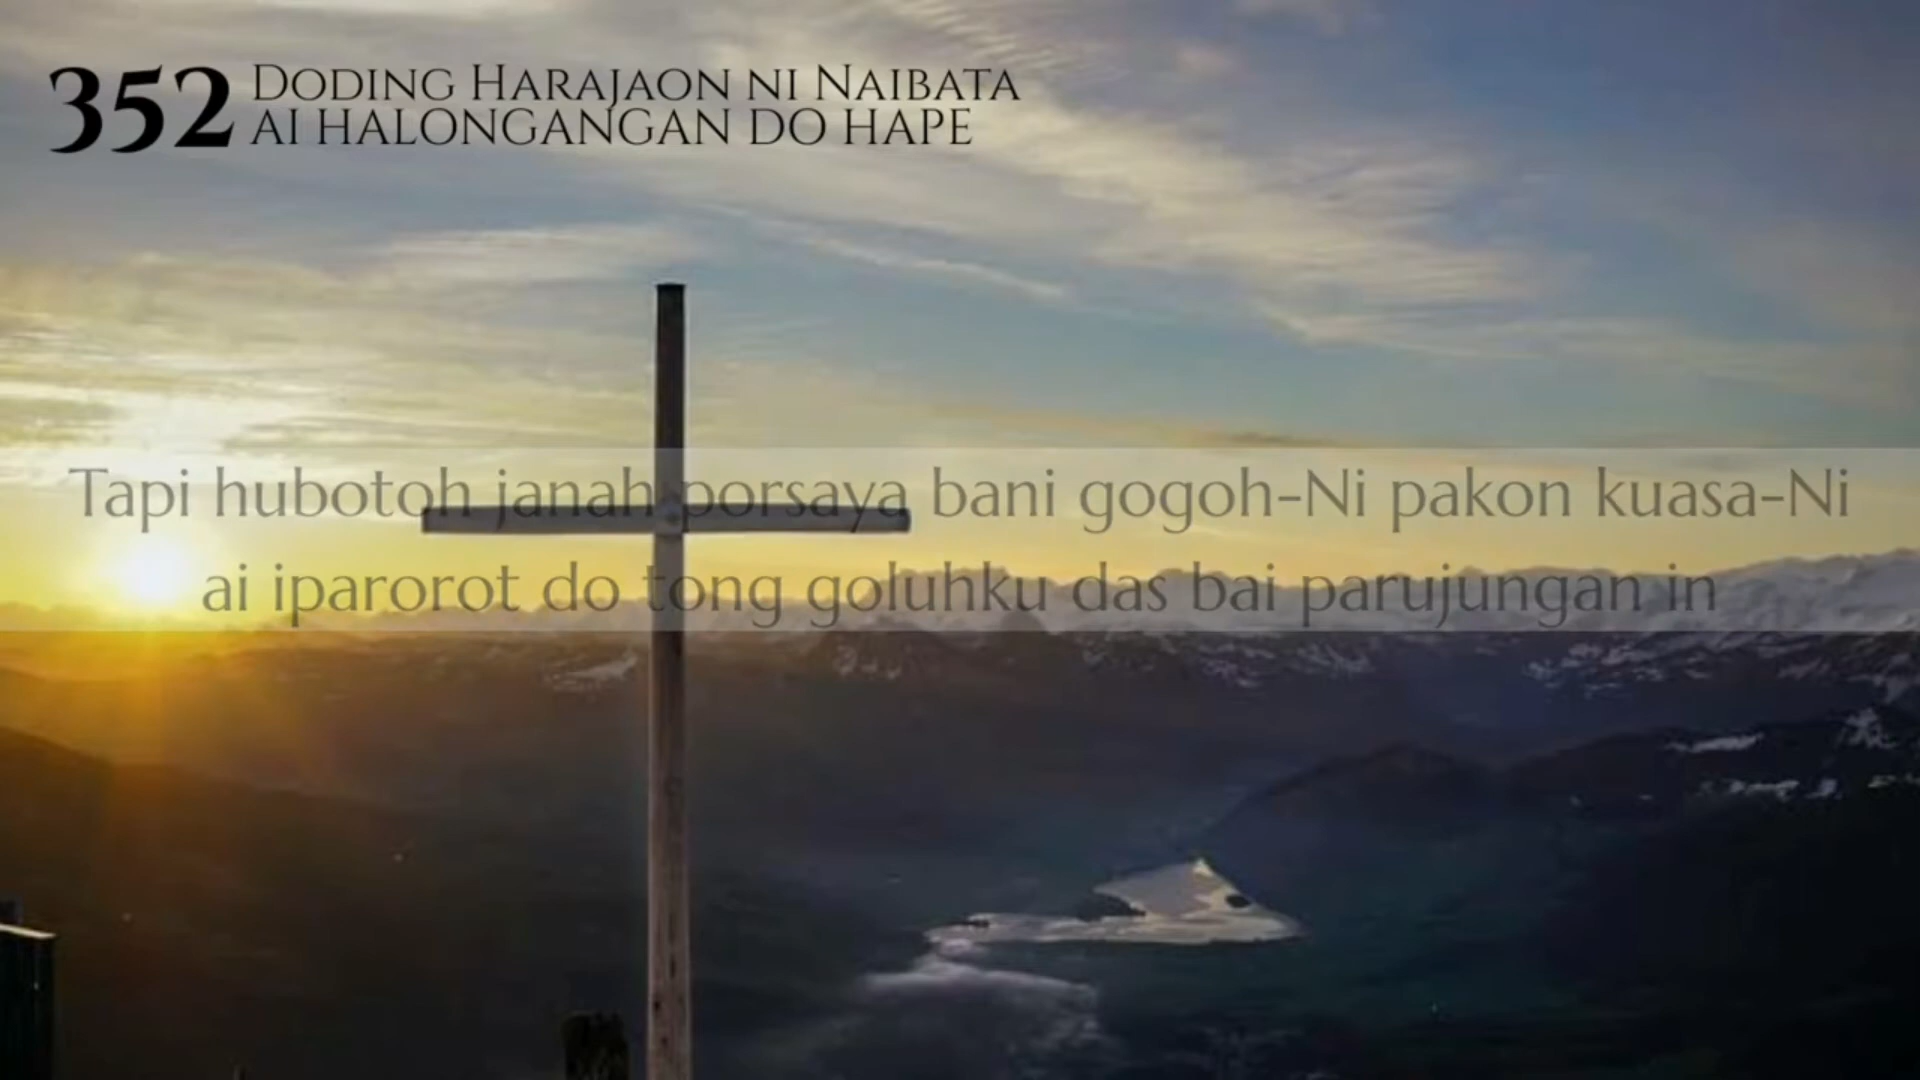 352 Doding Harajaon ni Naibata
AI HALONGANGAN DO HAPE
Tapi hubotoh janah porsaya bani gogoh-Ni pakon kuasa-Ni
ai iparorot do tong goluhku das bai parujungan in